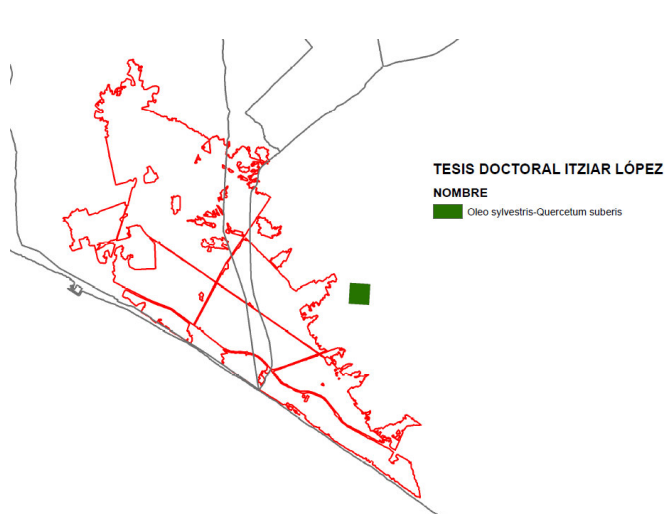 TESIS DOCTORAL ITZIAR LÓPEZ
NOMBRE
Oleo sylvestris-Quercetum suberis